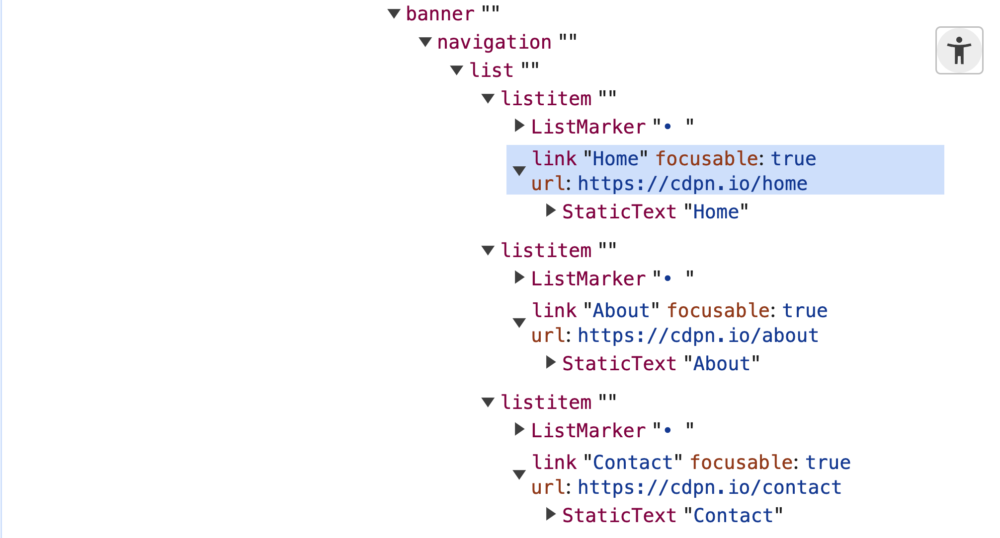 banner ""
navigation ""
list ""
listitem ""
ListMarker "• "
link "Home" focusable: true
url: https://cdpn.io/home
StaticText "Home"
listitem ""
ListMarker "• "
link "About" focusable: true
url: https://cdpn.io/about
StaticText "About"
listitem ""
ListMarker "• "
link "Contact" focusable: true
url: https://cdpn.io/contact
StaticText "Contact"